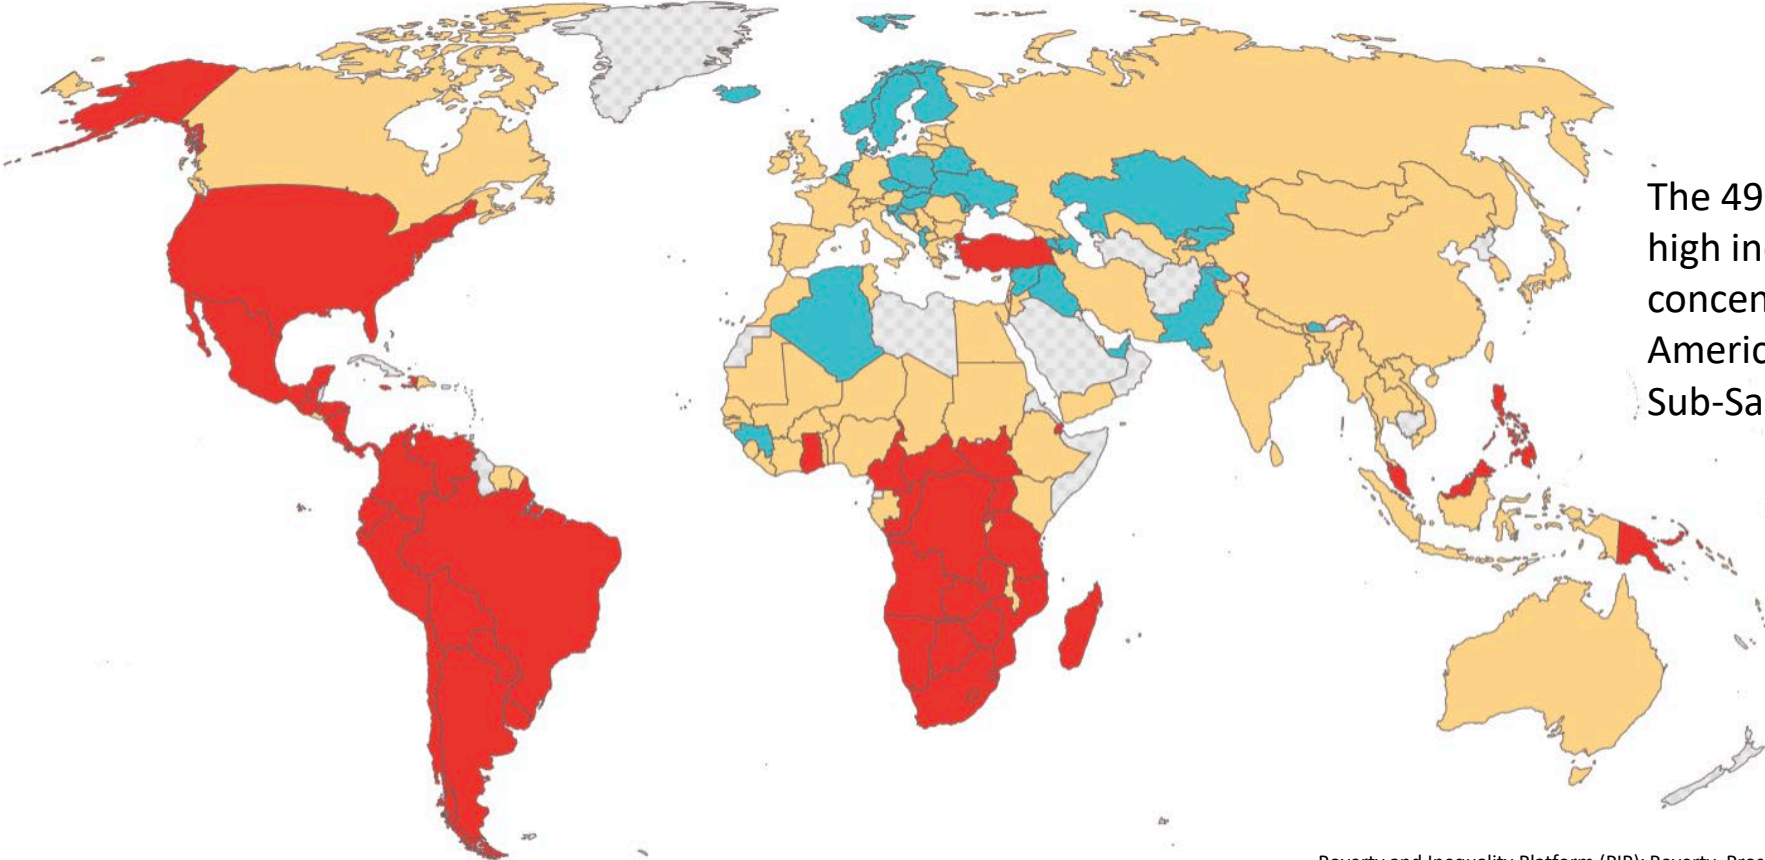 The 49
high in
concen
Americ
Sub-Sa
Poverty and Inequality Platform (PIP): Poverty, Pros